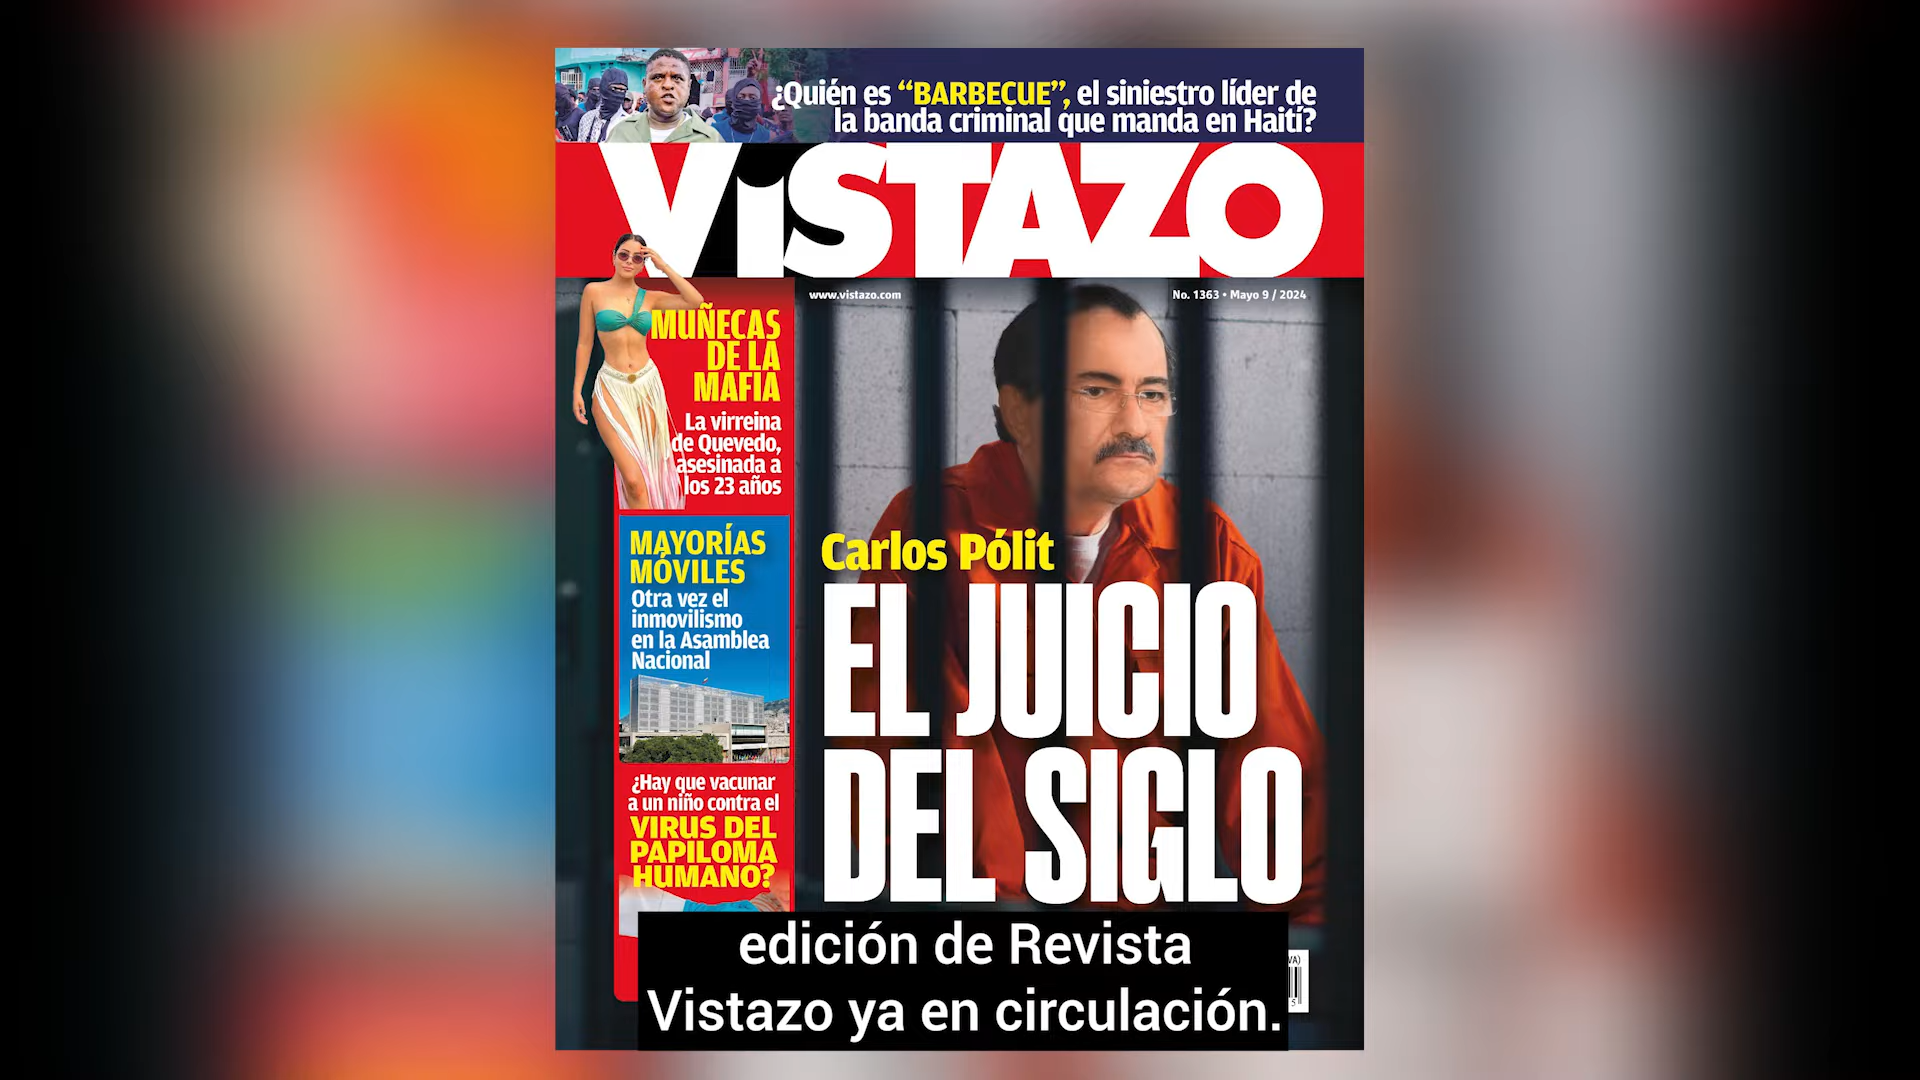 ¿Quién es “BARBECUE”, el siniestro líder de
la banda criminal que manda en Haití?
ViSTAZO
www.vistazo.com
No. 1363 • Mayo 9 / 2024
MUÑECAS
DE LA
MAFIA
La virreina
de Quevedo,
asesinada a
los 23 años
MAYORÍAS
MÓVILES
Otra vez el
inmovilismo
en la Asamblea
Nacional
¿Hay que vacunar
a un niño contra el
VIRUS DEL
PAPILOMA
HUMANO?
Carlos Pólit
EL JUICIO
DEL SIGLO
VA)
5
edición de Revista
Vistazo ya en circulación.